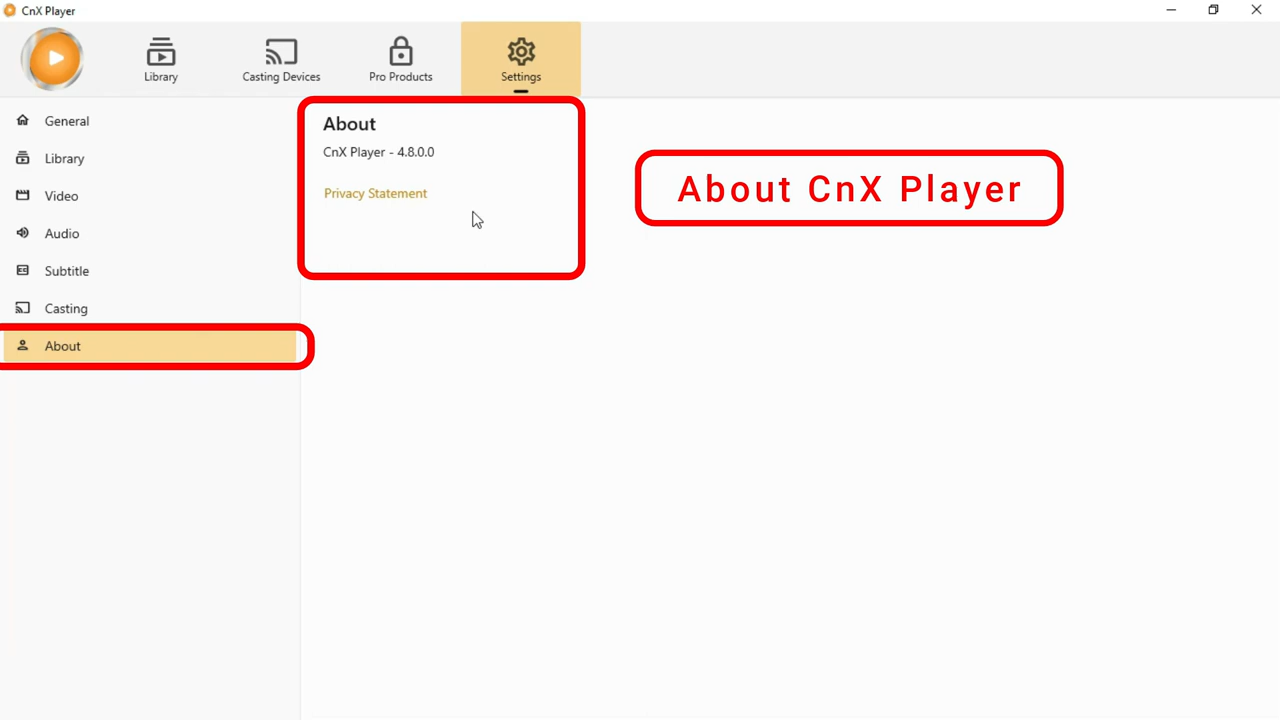 CnX Player
Library
Casting Devices
Pro Products
Settings
General
Library
Video
Audio
Subtitle
Casting
About
About
CnX Player - 4.8.0.0
Privacy Statement
About CnX Player